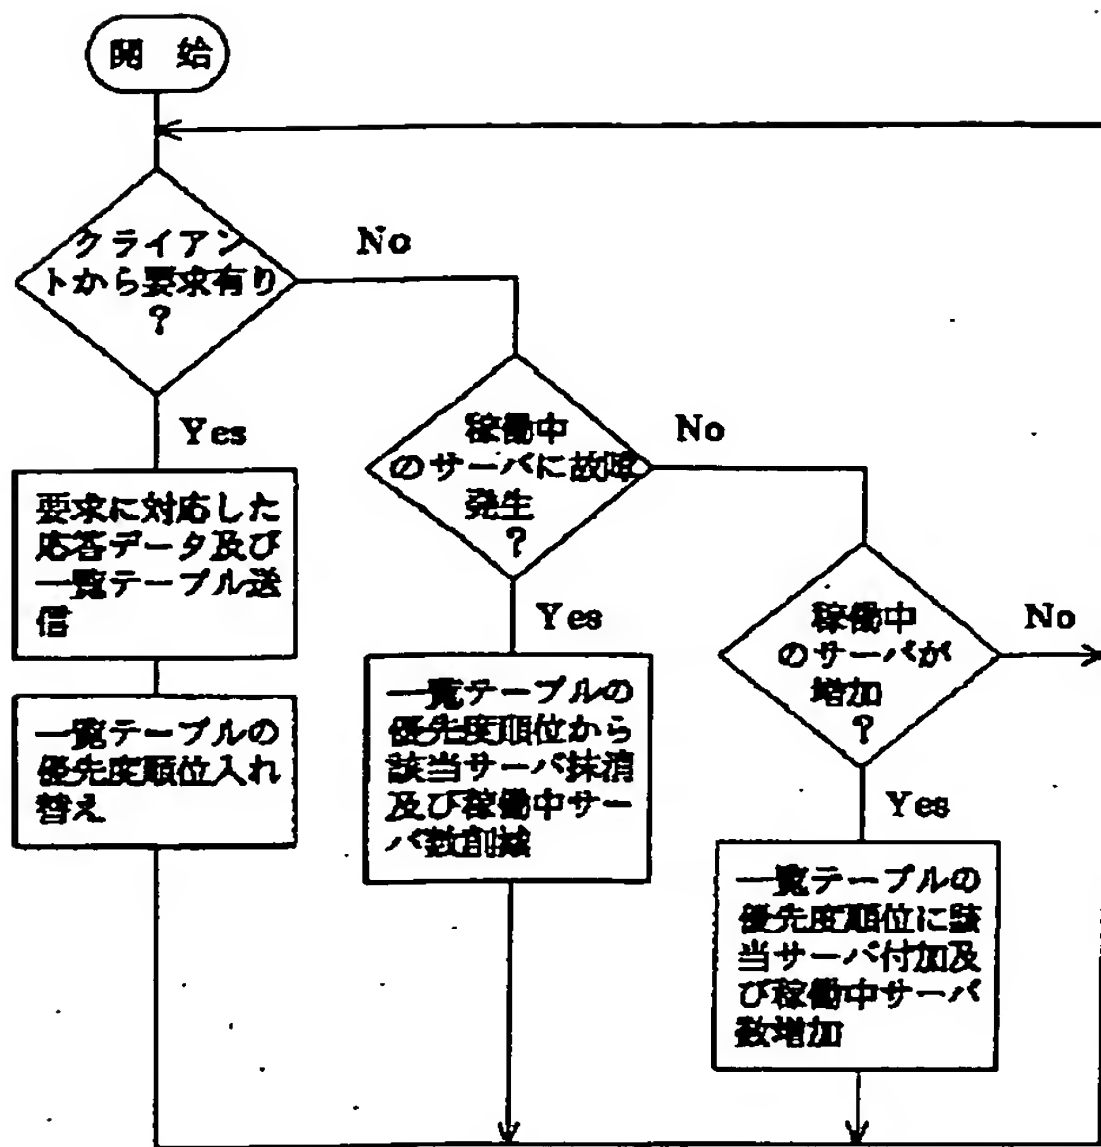 開 始
クライアン
トから要求有り
?
No
Yes
要求に対応した
応答データ及び
一覧テーブル送
信
一覧テーブルの
優先度順位入れ
替え
稼働中
のサーバに故障
発生
?
No
Yes
一覧テーブルの
優先度順位から
該当サーバ抹消
及び稼働中サー
バ数削減
稼働中
のサーバが
増加
?
No
Yes
一覧テーブルの
優先度順位に該
当サーバ付加及
び稼働中サーバ
数増加